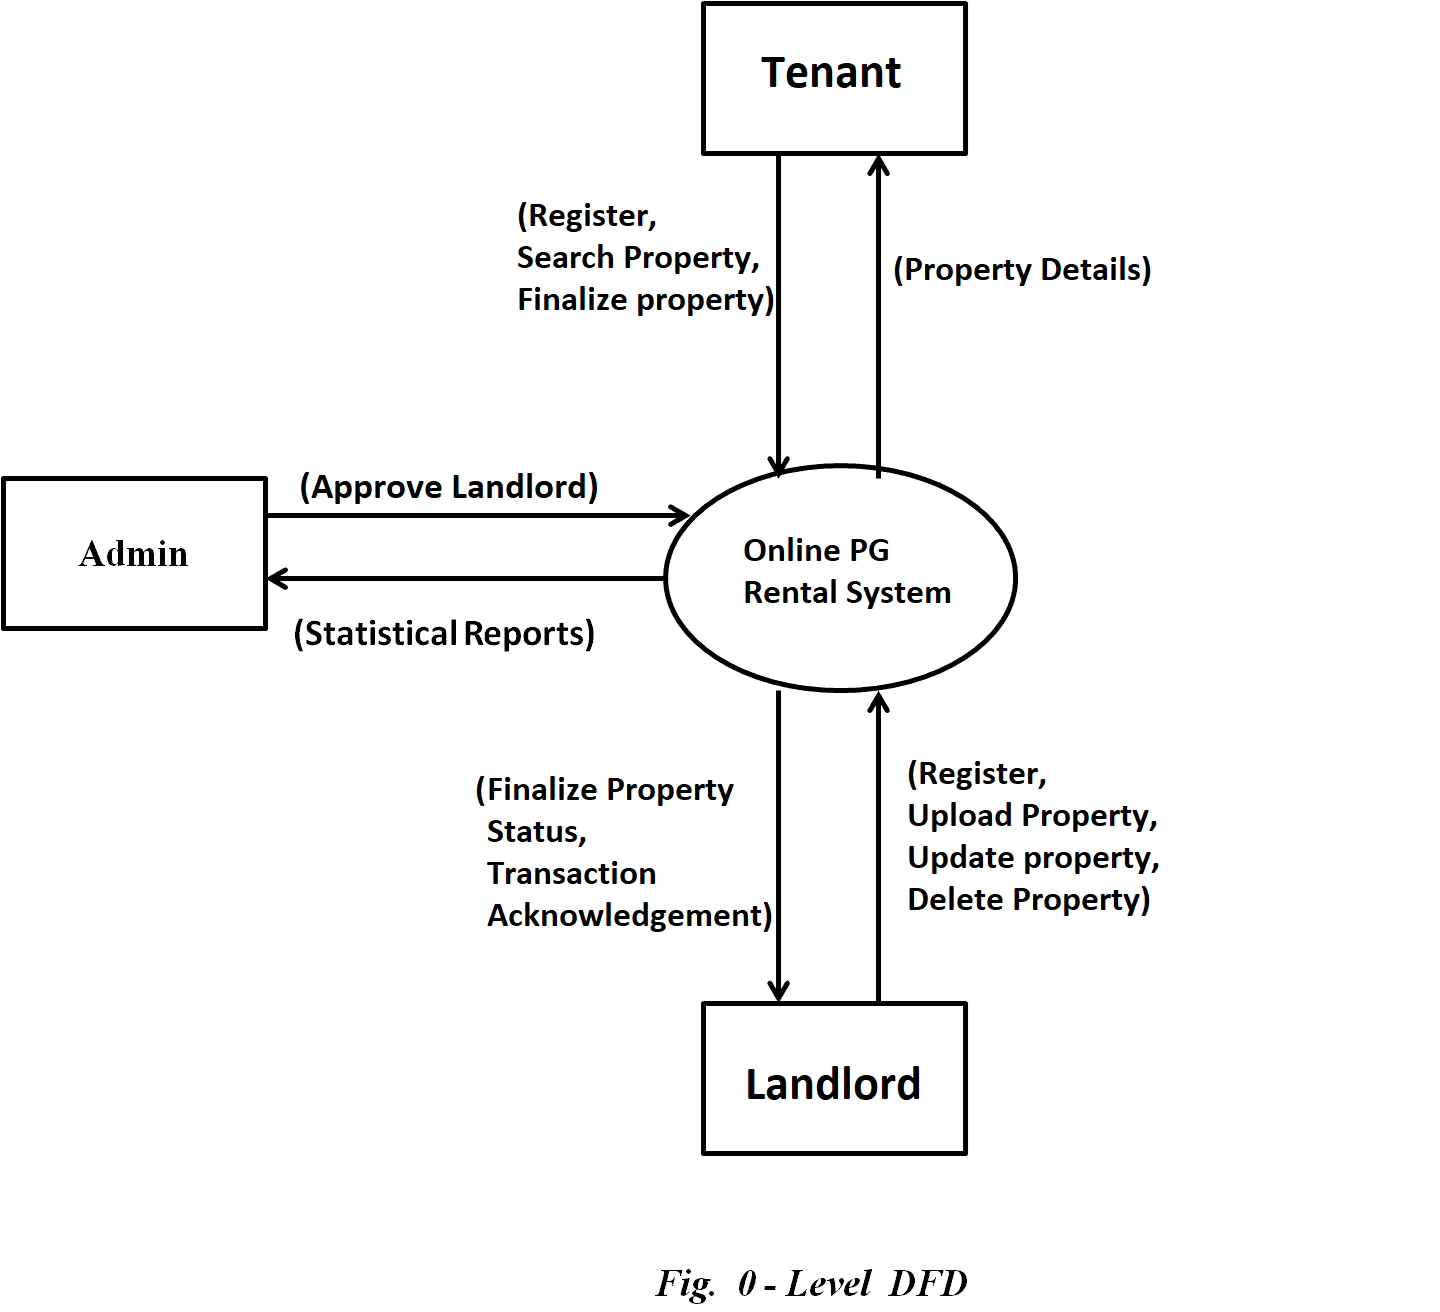 Tenant
(Register,
Search Property,
Finalize property)
(Property Details)
(Approve Landlord)
Admin
Online PG
Rental System
(Statistical Reports)
(Finalize Property
Status,
Transaction
Acknowledgement)
(Register,
Upload Property,
Update property,
Delete Property)
Landlord
Fig. 0 - Level DFD